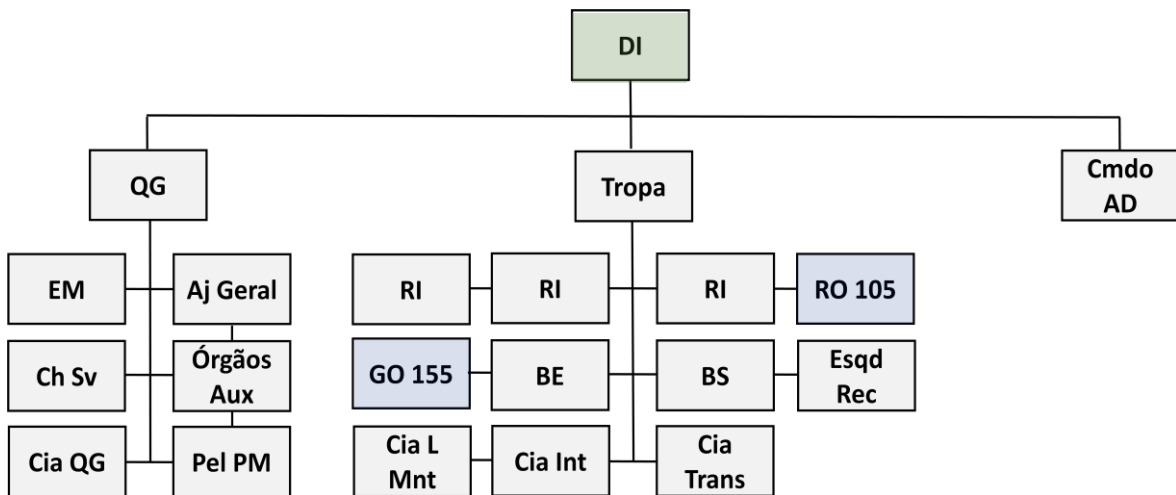 DI
QG
Tropa
Cmdo
AD
EM
Aj Geral
RI
RI
RI
RO 105
Ch Sv
Órgãos
Aux
GO 155
BE
BS
Esqd
Rec
Cia QG
Pel PM
Cia L
Mnt
Cia Int
Cia
Trans